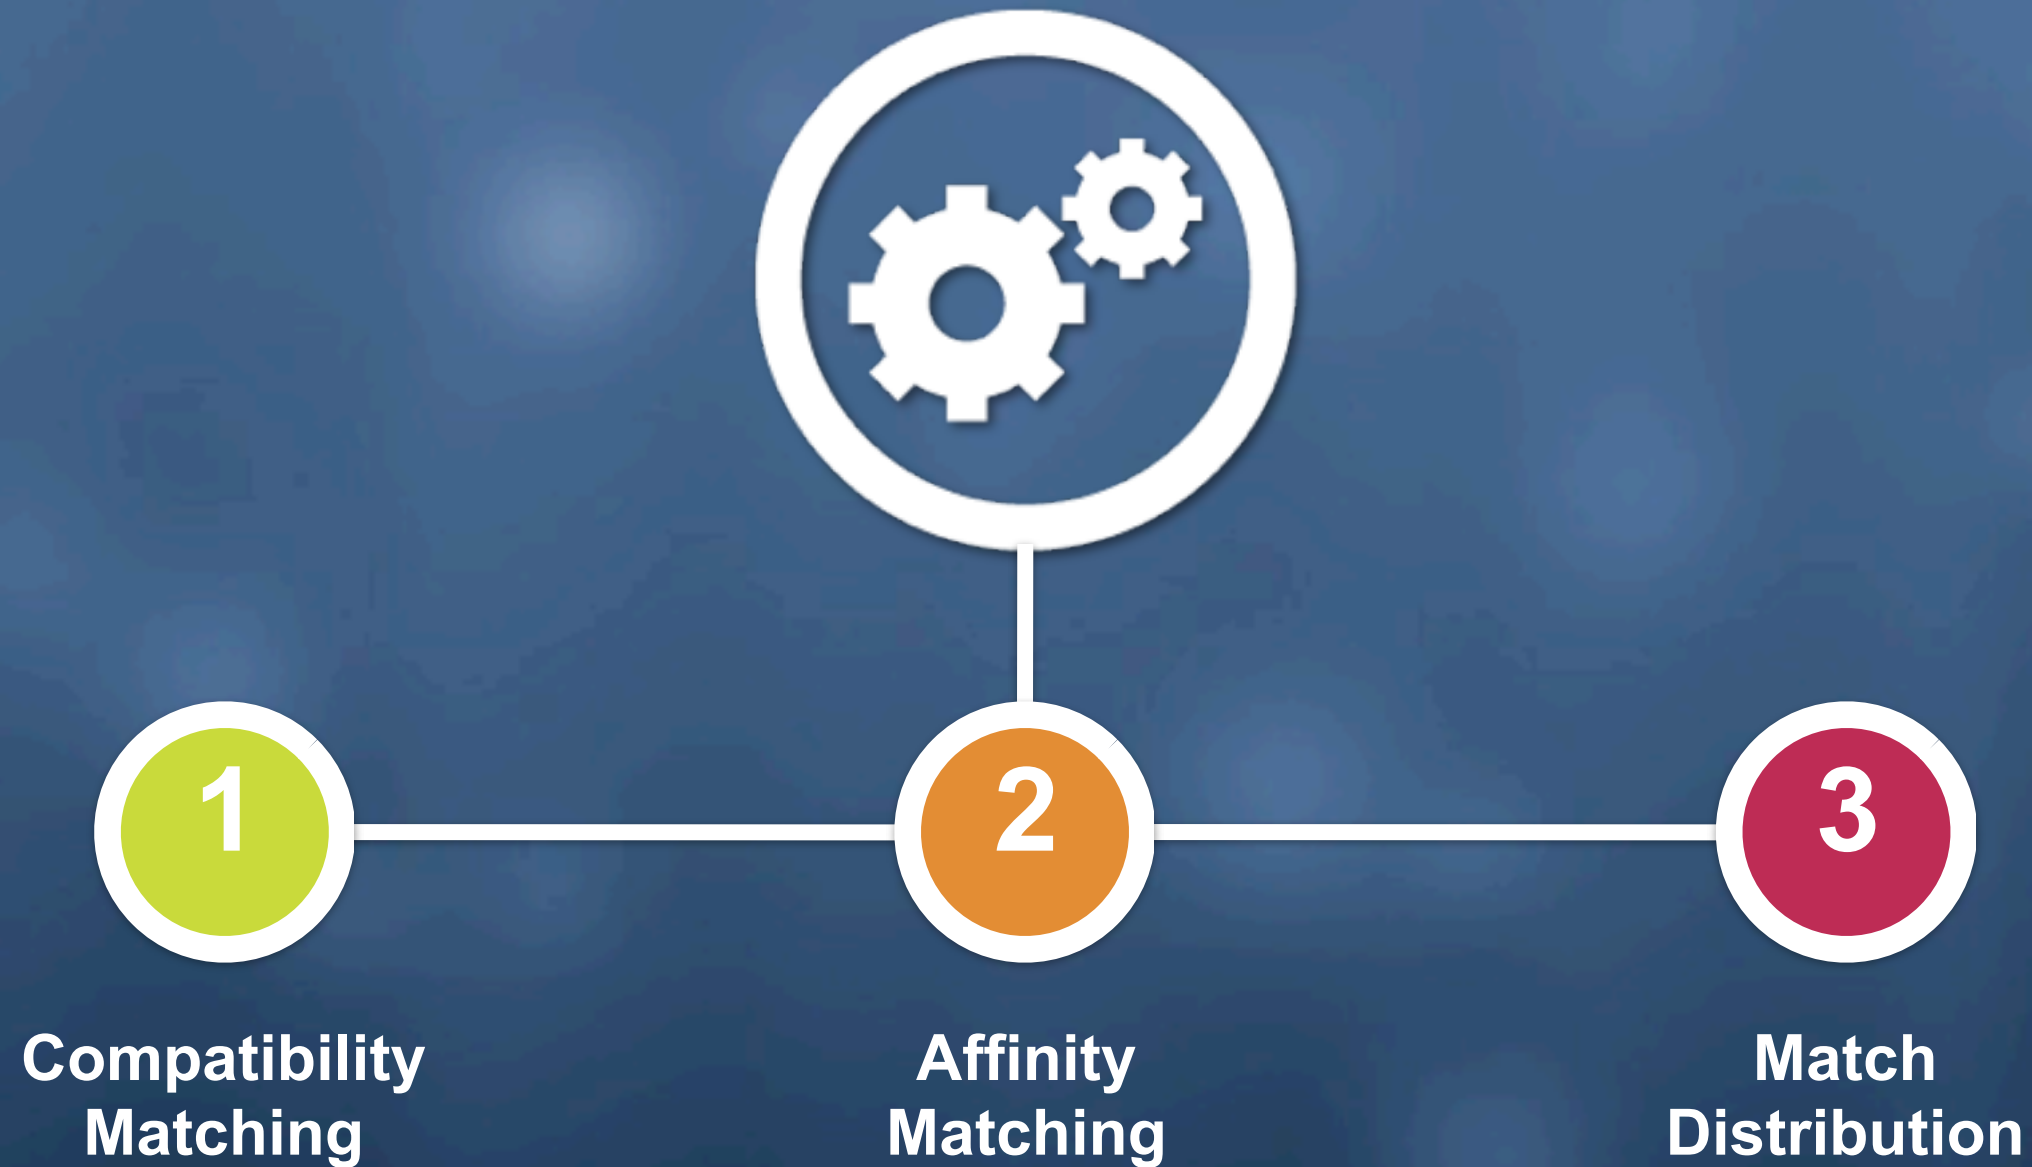 1
2
3
Compatibility
Matching
Affinity
Matching
Match
Distribution